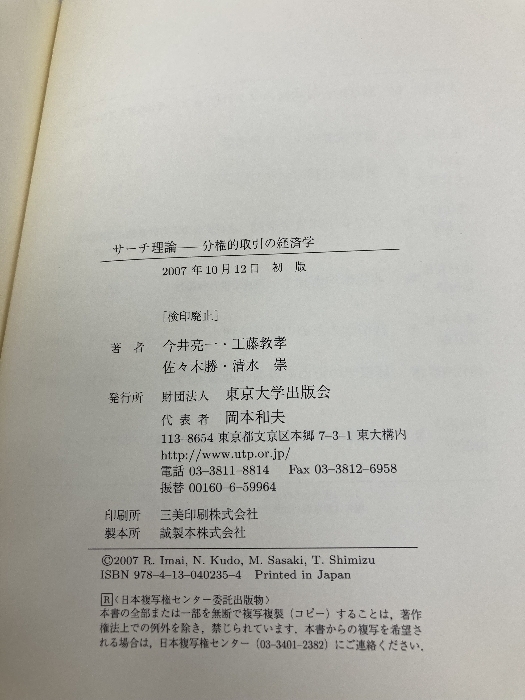 サーチ理論 — 分権的取引の経済学
2007年10月12日 初 版
[検印廃止]
著 者 今井亮一・工藤教孝
佐々木勝・清水 崇
発行所 財団法人 東京大学出版会
代 表 者 岡本和夫
113-8654 東京都文京区本郷 7-3-1 東大構内
http://www.utp.or.jp/
電話 03-3811-8814 Fax 03-3812-6958
振替 00160-6-59964
印刷所 三美印刷株式会社
製本所 誠製本株式会社
©2007 R. Imai, N. Kudo, M. Sasaki, T. Shimizu
ISBN 978-4-13-040235-4 Printed in Japan
R〈日本複写権センター委託出版物〉
本書の全部または一部を無断で複写複製(コピー)することは，著作
権法上での例外を除き，禁じられています．本書からの複写を希望さ
れる場合は，日本複写権センター(03-3401-2382)にご連絡ください．